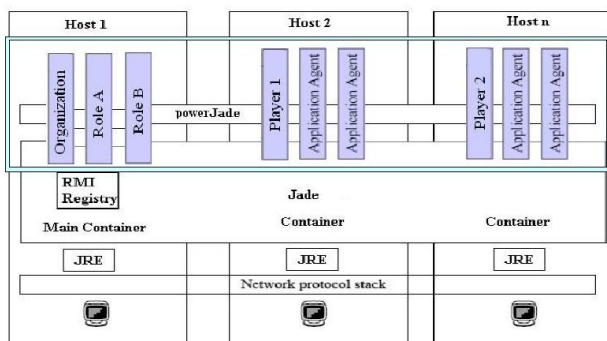 Host 1
Host 2
Host n
Organization
Role A
Role B
Player 1
Application Agent
Application Agent
Player 2
Application Agent
Application Agent
powerJade
RMI
Registry
Jade
Main Container
Container
Container
JRE
JRE
JRE
Network protocol stack